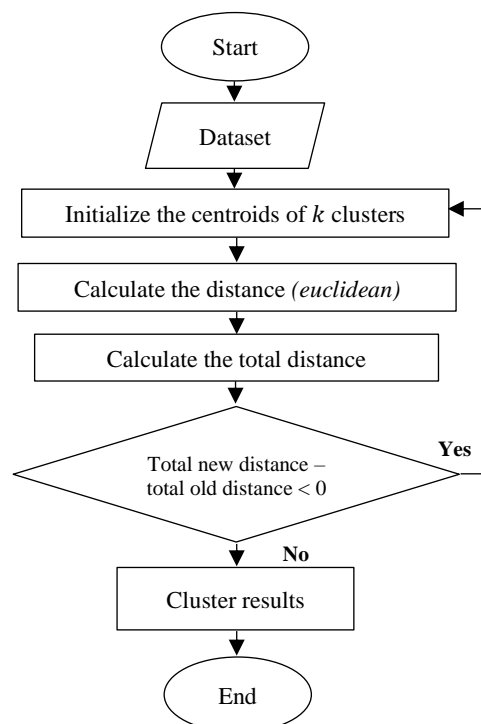 Start
Dataset
Initialize the centroids of k clusters
Calculate the distance (euclidean)
Calculate the total distance
Total new distance –
total old distance < 0
Yes
No
Cluster results
End